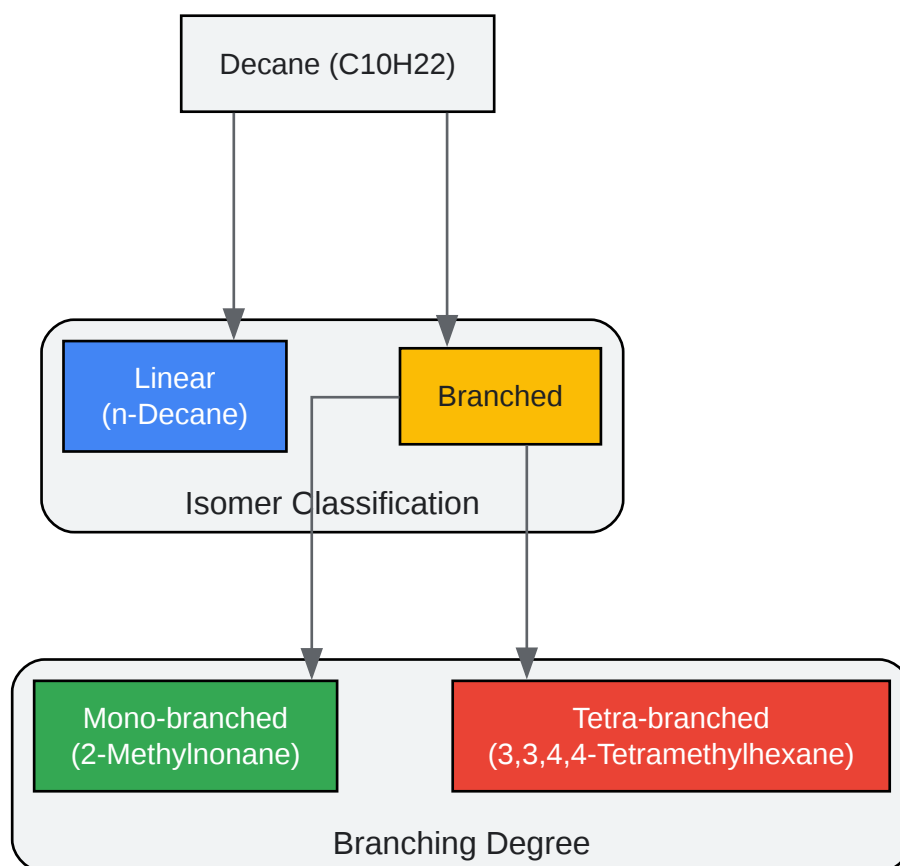 Decane (C10H22)
Linear
(n-Decane)
Branched
Isomer Classification
Mono-branched
(2-Methylnonane)
Tetra-branched
(3,3,4,4-Tetramethylhexane)
Branching Degree